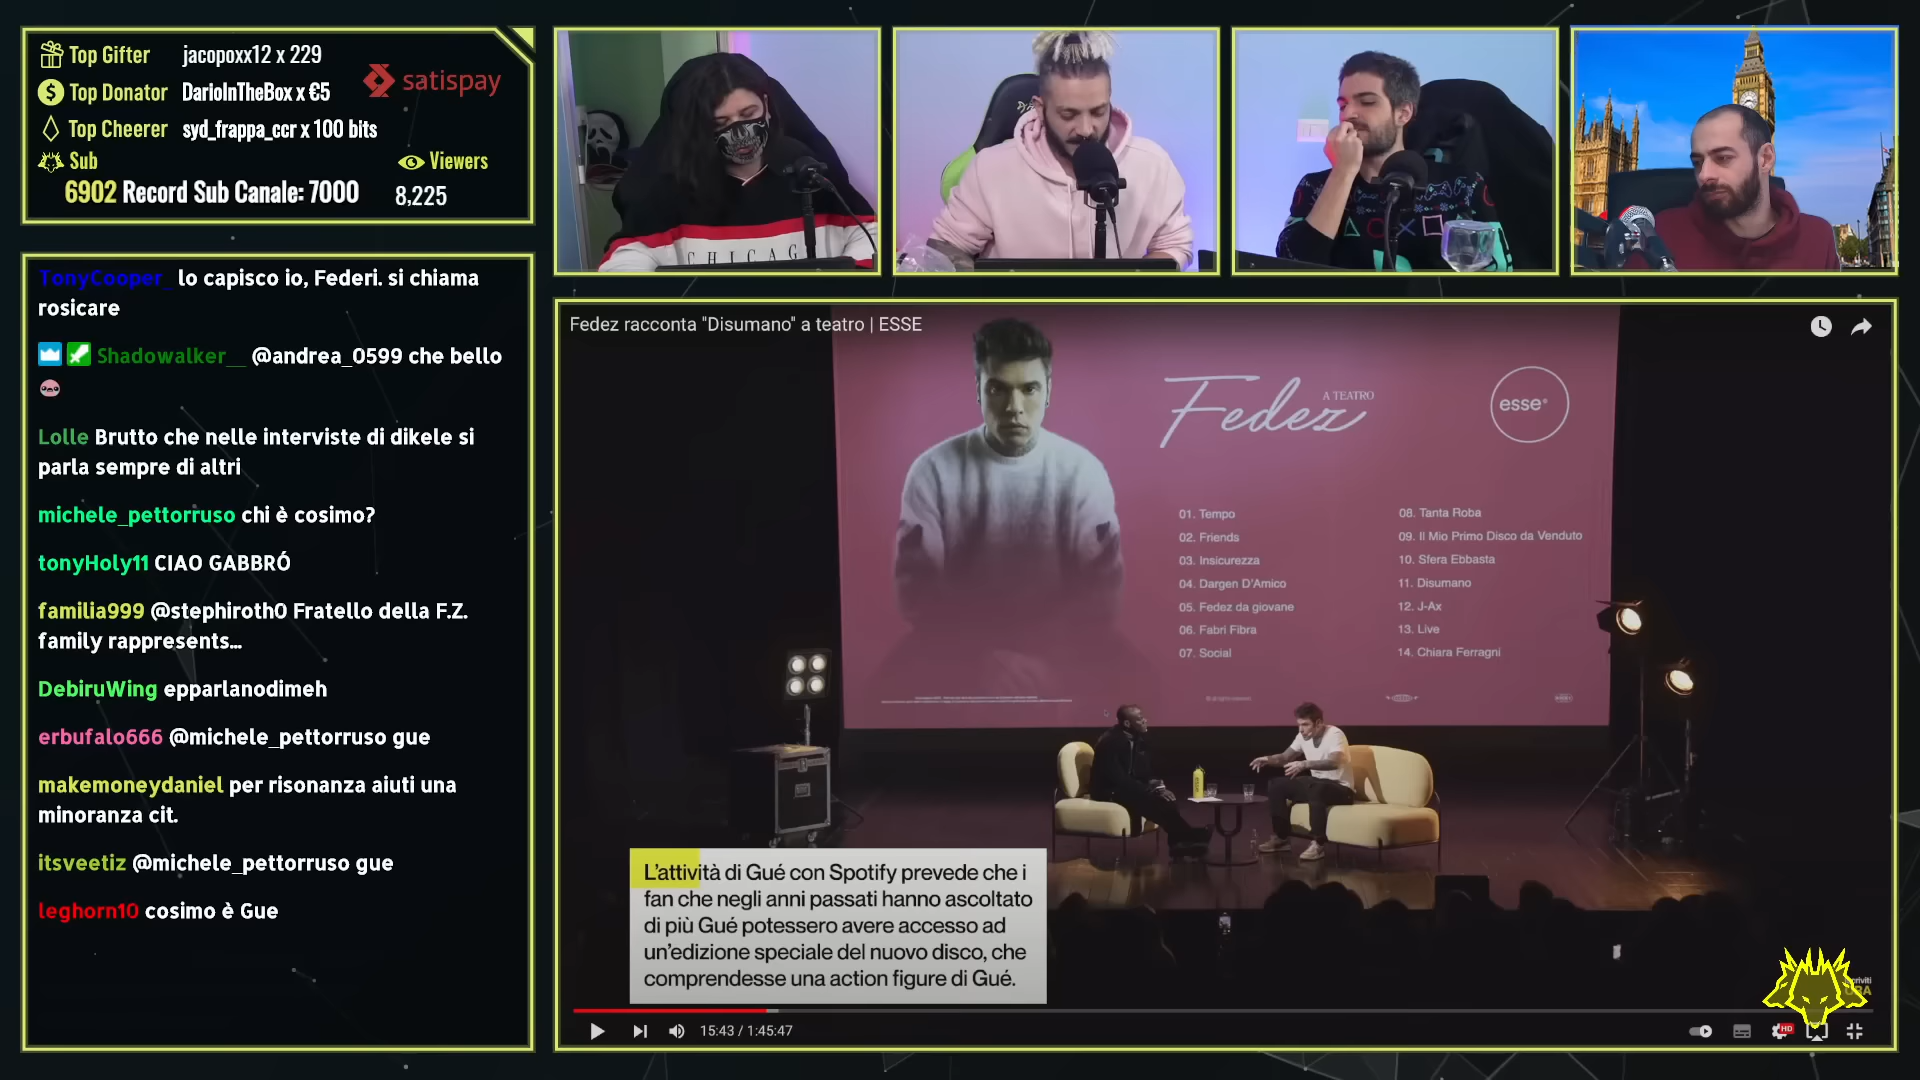 Top Gifter jacopoxx12 x 229
Top Donator DarioInTheBox x €5
satispay
Top Cheerer syd_frappa_ccr x 100 bits
Sub
Viewers
6902 Record Sub Canale: 7000
8,225
TonyCooper_ lo capisco io, Federi. si chiama
rosicare
Shadowalker__ @andrea_0599 che bello
Lolle Brutto che nelle interviste di dikele si
parla sempre di altri
michele_pettorruso chi è cosimo?
tonyHoly11 CIAO GABBRÓ
familia999 @stephiroth0 Fratello della F.Z.
family rappresents...
DebiruWing epparlanodimeh
erbufalo666 @michele_pettorruso gue
makemoneydaniel per risonanza aiuti una
minoranza cit.
itsveetiz @michele_pettorruso gue
leghorn10 cosimo è Gue
CHICAG
Fedez racconta "Disumano" a teatro | ESSE
Fedez
A TEATRO
esse
01. Tempo
02. Friends
03. Insicurezza
04. Dargen D'Amico
05. Fedez da giovane
06. Fabri Fibra
07. Social
08. Tanta Roba
09. Il Mio Primo Disco da Venduto
10. Sfera Ebbasta
11. Disumano
12. J-Ax
13. Live
14. Chiara Ferragni
L'attività di Gué con Spotify prevede che i
fan che negli anni passati hanno ascoltato
di più Gué potessero avere accesso ad
un'edizione speciale del nuovo disco, che
comprendesse una action figure di Gué.
15:43 / 1:45:47
HD